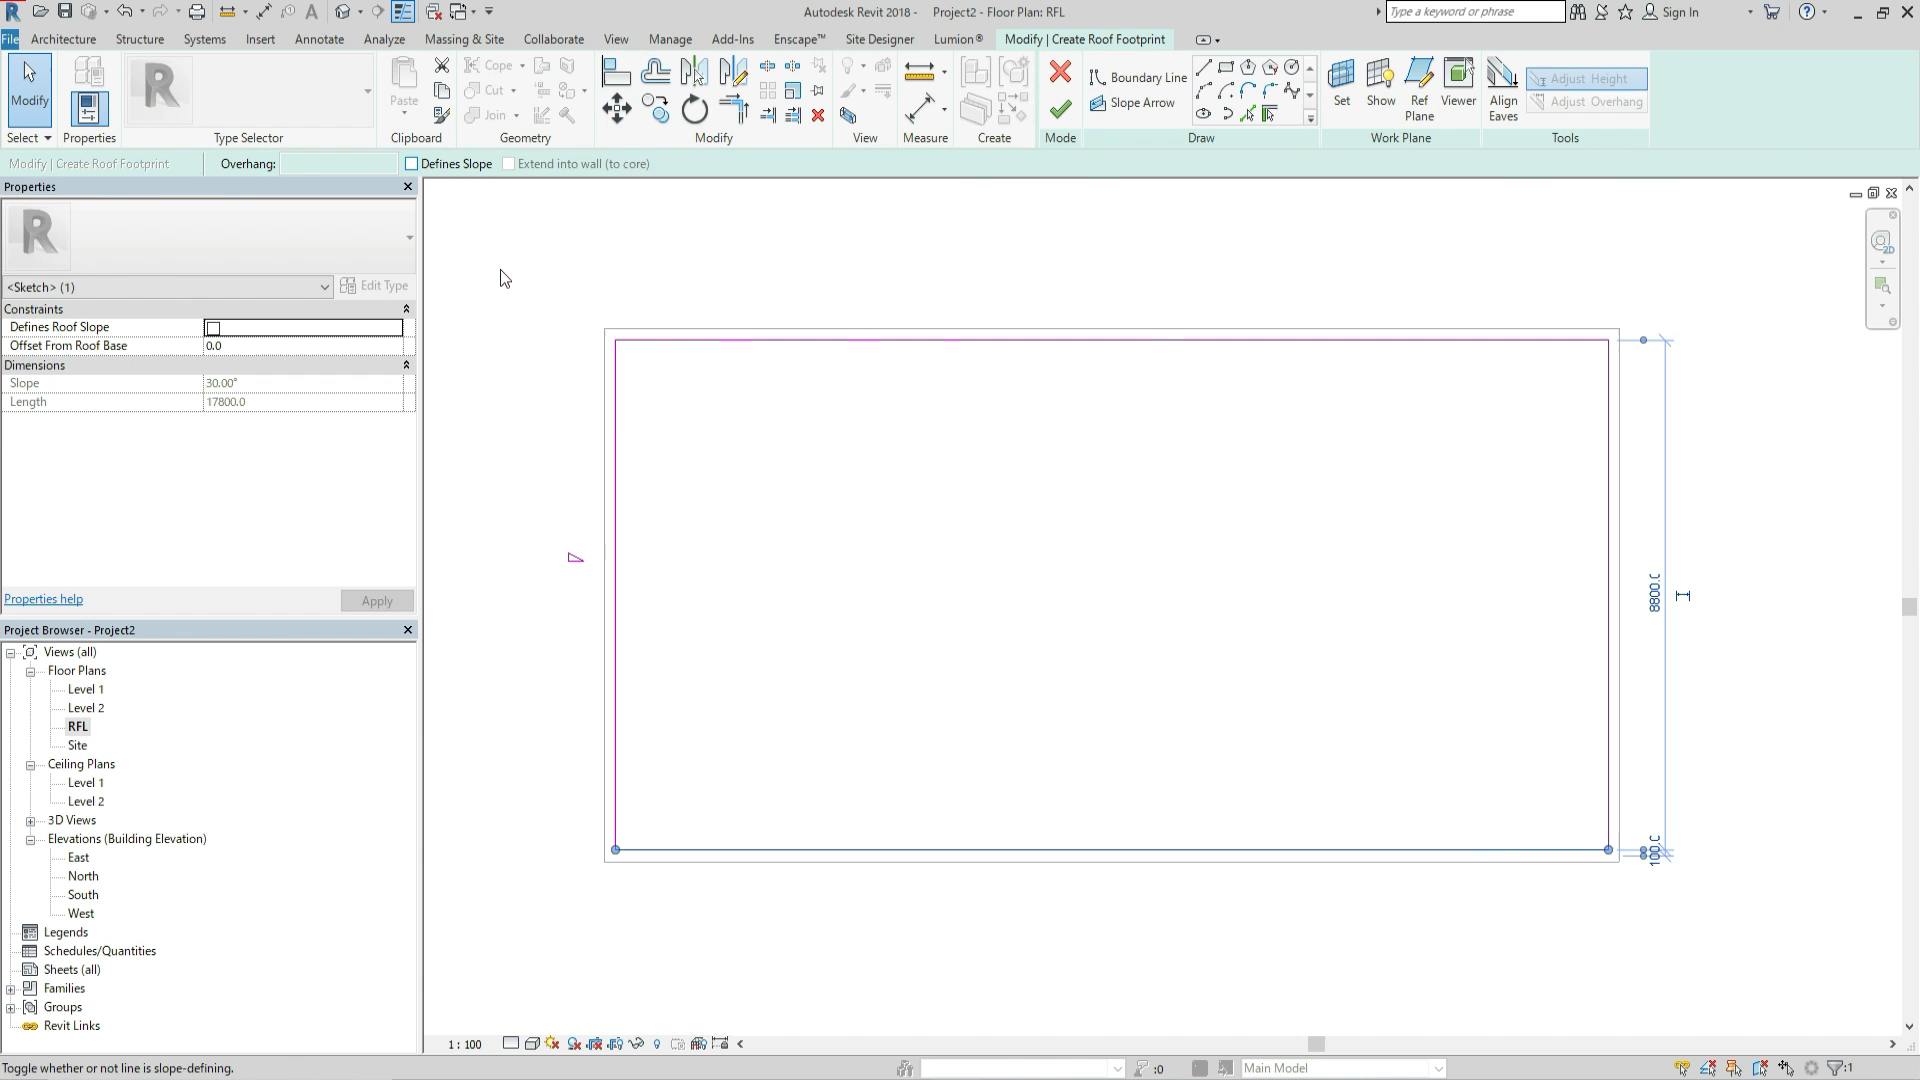 Autodesk Revit 2018 - Project2 - Floor Plan: RFL
Type a keyword or phrase
Sign In
File Architecture Structure Systems Insert Annotate Analyze Massing & Site Collaborate View Manage Add-Ins Enscape™ Site Designer Lumion® Modify | Create Roof Footprint
Modify
Paste
Cope
Cut
Join
Boundary Line
Slope Arrow
Set
Show
Ref
Plane
Viewer
Align
Eaves
Adjust Height
Adjust Overhang
Select Properties Type Selector Clipboard Geometry Modify View Measure Create Mode Draw Work Plane Tools
Modify | Create Roof Footprint Overhang: Defines Slope Extend into wall (to core)
Properties
<Sketch> (1)
Edit Type
Constraints
Defines Roof Slope
Offset From Roof Base 0.0
Dimensions
Slope 30.00°
Length 17800.0
Properties help
Apply
Project Browser - Project2
Views (all)
Floor Plans
Level 1
Level 2
RFL
Site
Ceiling Plans
Level 1
Level 2
3D Views
Elevations (Building Elevation)
East
North
South
West
Legends
Schedules/Quantities
Sheets (all)
Families
Groups
Revit Links
2D
8800.0
100.0
1 : 100
Toggle whether or not line is slope-defining.
:0
Main Model
:1